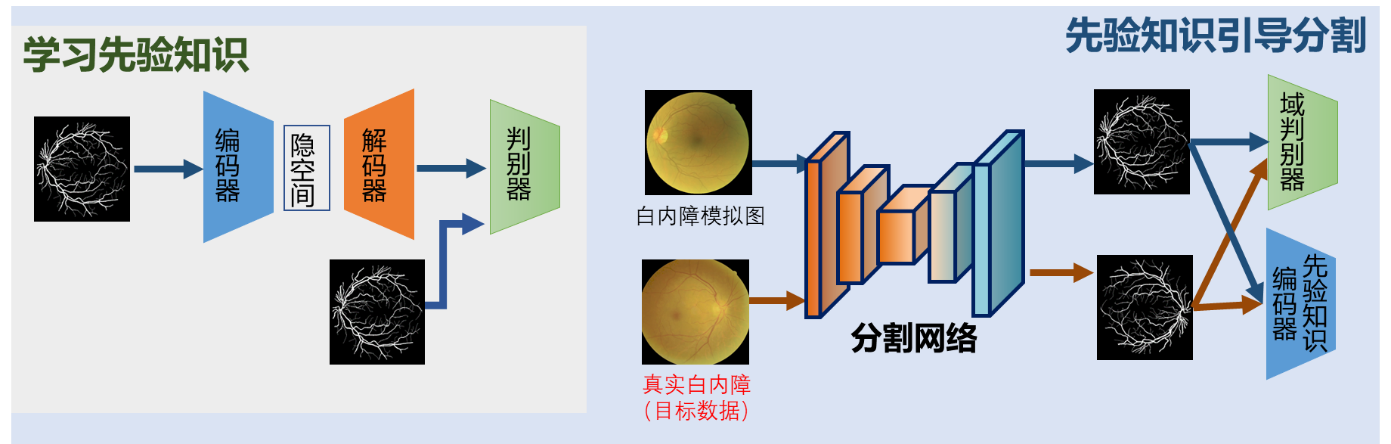 学习先验知识
编码器
隐空间
解码器
判别器
先验知识引导分割
白内障模拟图
真实白内障
（目标数据）
分割网络
域判别器
先验知识
编码器